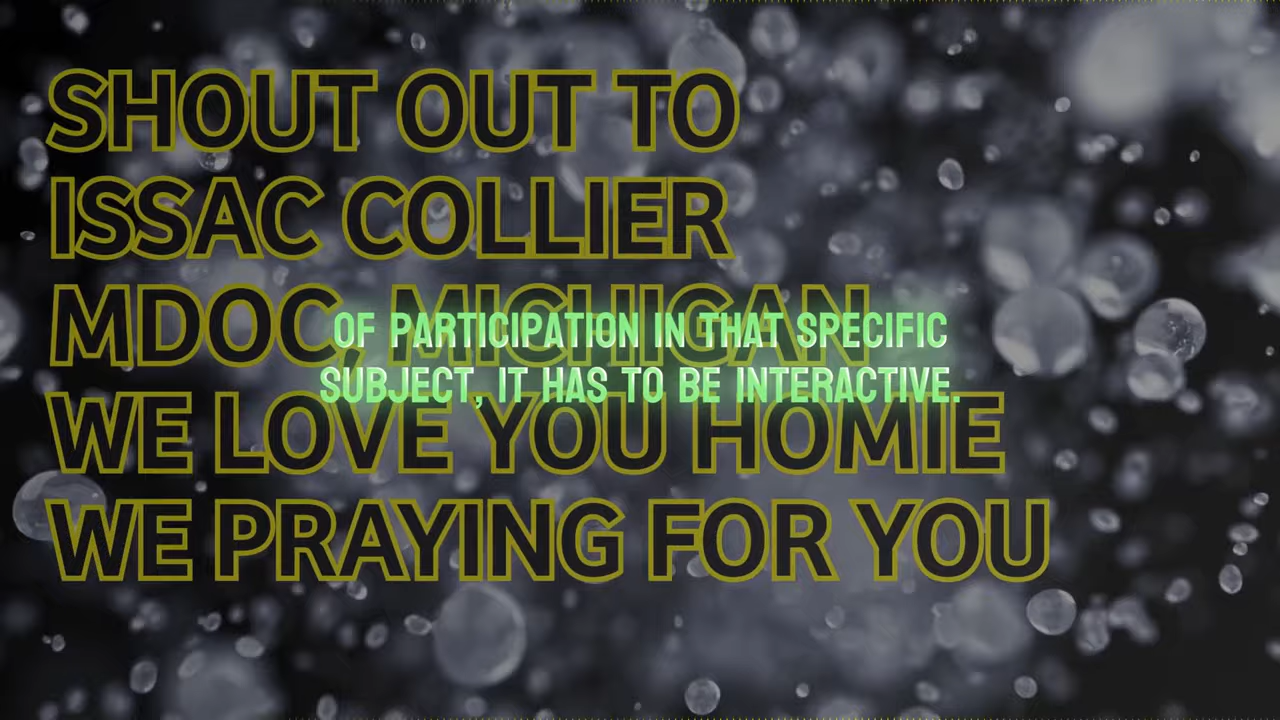 SHOUT OUT TO
ISSAC COLLIER
MDOC, MICHIGAN
OF PARTICIPATION IN THAT SPECIFIC
SUBJECT, IT HAS TO BE INTERACTIVE.
WE LOVE YOU HOMIE
WE PRAYING FOR YOU